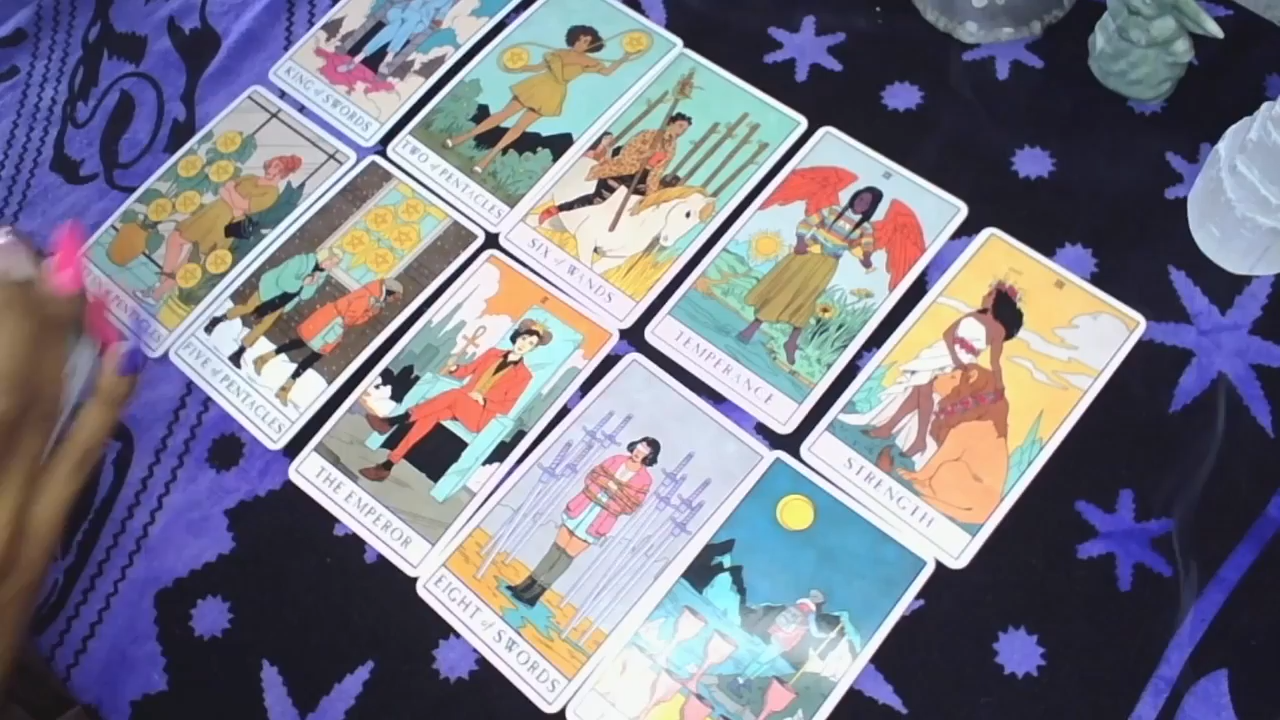 KING of SWORDS
TWO of PENTACLES
SIX of WANDS
TEMPERANCE
STRENGTH
PENTACLES
FIVE of PENTACLES
THE EMPEROR
EIGHT of SWORDS